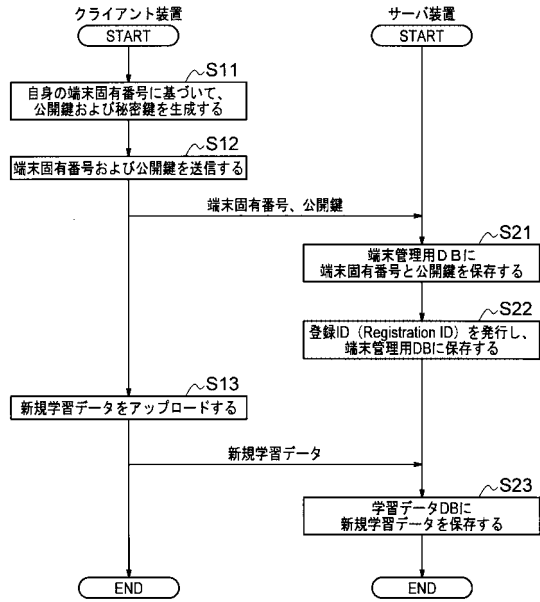 クライアント装置
サーバ装置
START
START
S11
自身の端末固有番号に基づいて、
公開鍵および秘密鍵を生成する
S12
端末固有番号および公開鍵を送信する
端末固有番号、公開鍵
S21
端末管理用DBに
端末固有番号と公開鍵を保存する
S22
登録ID（Registration ID）を発行し、
端末管理用DBに保存する
S13
新規学習データをアップロードする
新規学習データ
S23
学習データDBに
新規学習データを保存する
END
END